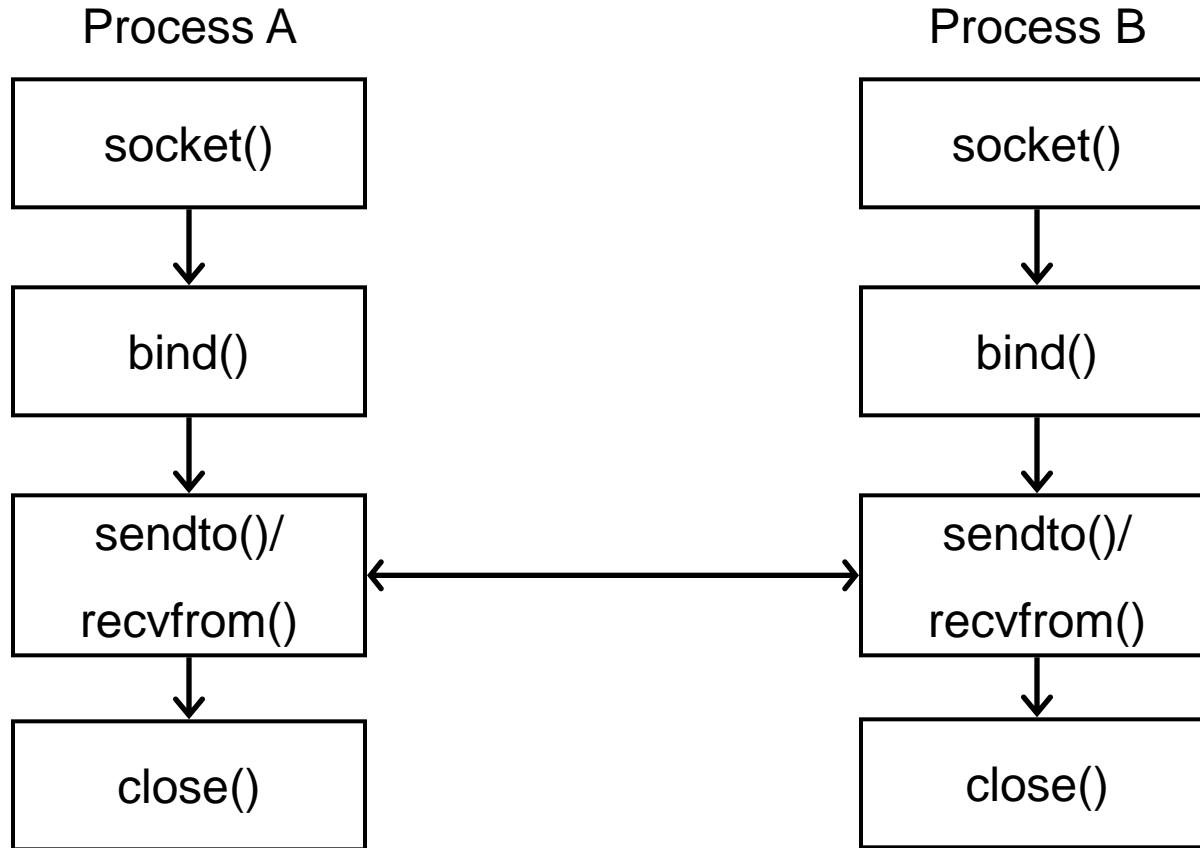 Process A
socket()
bind()
sendto()/
recvfrom()
close()
Process B
socket()
bind()
sendto()/
recvfrom()
close()